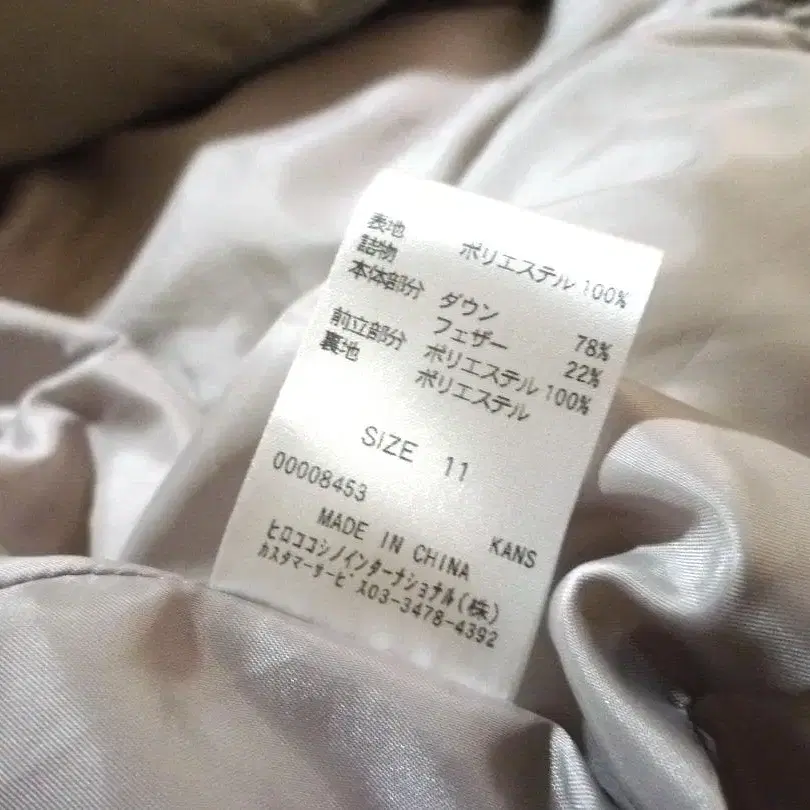 表地 ポリエステル 100%
詰物
本体部分 ダウン 78%
フェザー 22%
前立部分 ポリエステル 100%
裏地 ポリエステル
SIZE 11
00008453
MADE IN CHINA KANS
ヒロココシノインターナショナル(株)
カスタマーサービス03-3478-4392